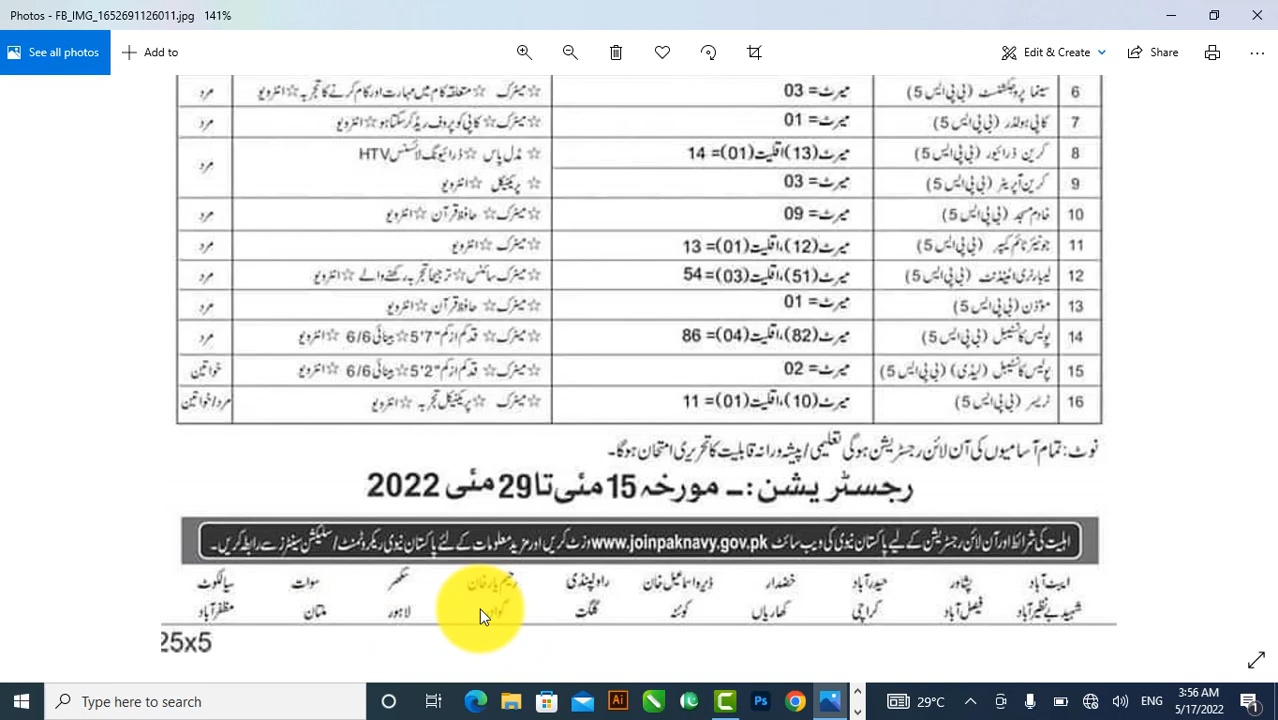 Photos - FB_IMG_1652691126011.jpg   141%
See all photos
Add to
Edit & Create
Share
6 سینما پروجیکشنسٹ (بی پی ایس 5) میرٹ= 03 ☆میٹرک ☆ متعلقہ کام میں مہارت اور کام کرنے کا تجربہ ☆انٹرویو مرد
7 کاپی ہولڈر (بی پی ایس 5) میرٹ= 01 ☆میٹرک ☆ کاپی کو پروف ریڈ کر سکتا ہو ☆انٹرویو مرد
8 کرین ڈرائیور (بی پی ایس 5) میرٹ(13)،اقلیت(01)= 14 ☆ مڈل پاس ☆ ڈرائیونگ لائسنس HTV مرد
9 کرین آپریٹر (بی پی ایس 5) میرٹ= 03 ☆ پریکٹیکل ☆ انٹرویو
10 خادم مسجد (بی پی ایس 5) میرٹ= 09 ☆میٹرک ☆ حافظ قرآن ☆ انٹرویو مرد
11 جونیئر ٹائم کیپر (بی پی ایس 5) میرٹ(12)،اقلیت(01)= 13 ☆میٹرک ☆انٹرویو مرد
12 لیبارٹری اٹینڈنٹ (بی پی ایس 5) میرٹ(51)،اقلیت(03)= 54 ☆میٹرک سائنس ☆ ترجیحاً تجربہ رکھنے والے ☆انٹرویو مرد
13 مؤذن (بی پی ایس 5) میرٹ= 01 ☆میٹرک ☆ حافظ قرآن ☆ انٹرویو مرد
14 پولیس کانسٹیبل (بی پی ایس 5) میرٹ(82)،اقلیت(04)= 86 ☆میٹرک ☆ قد کم از کم "7'5 ☆ بینائی 6/6 ☆ انٹرویو مرد
15 پولیس کانسٹیبل (لیڈی) (بی پی ایس 5) میرٹ= 02 ☆میٹرک ☆ قد کم از کم "2'5 ☆ بینائی 6/6 ☆ انٹرویو خواتین
16 ٹریسر (بی پی ایس 5) میرٹ(10)،اقلیت(01)= 11 ☆میٹرک ☆ پریکٹیکل تجربہ ☆انٹرویو مرد/خواتین
نوٹ: تمام آسامیوں کی آن لائن رجسٹریشن ہوگی تعلیمی/پیشہ ورانہ قابلیت کا تحریری امتحان ہوگا۔
رجسٹریشن:۔ مورخہ 15مئی تا29مئی 2022
اہلیت کی شرائط اور آن لائن رجسٹریشن کے لیے پاکستان نیوی کی ویب سائٹ www.joinpaknavy.gov.pk وزٹ کریں اور مزید معلومات کے لئے پاکستان نیوی ریکروٹمنٹ/سلیکشن سینٹرز سے رابطہ کریں۔
ایبٹ آباد پشاور حیدرآباد خضدار ڈیرہ اسماعیل خان راولپنڈی رحیم یار خان سکھر سوات سیالکوٹ
شہید بے نظیر آباد فیصل آباد کراچی کھاریاں کوئٹہ گلگت لاہور ملتان مظفرآباد
25x5
Type here to search
29°C
ENG
3:56 AM
5/17/2022